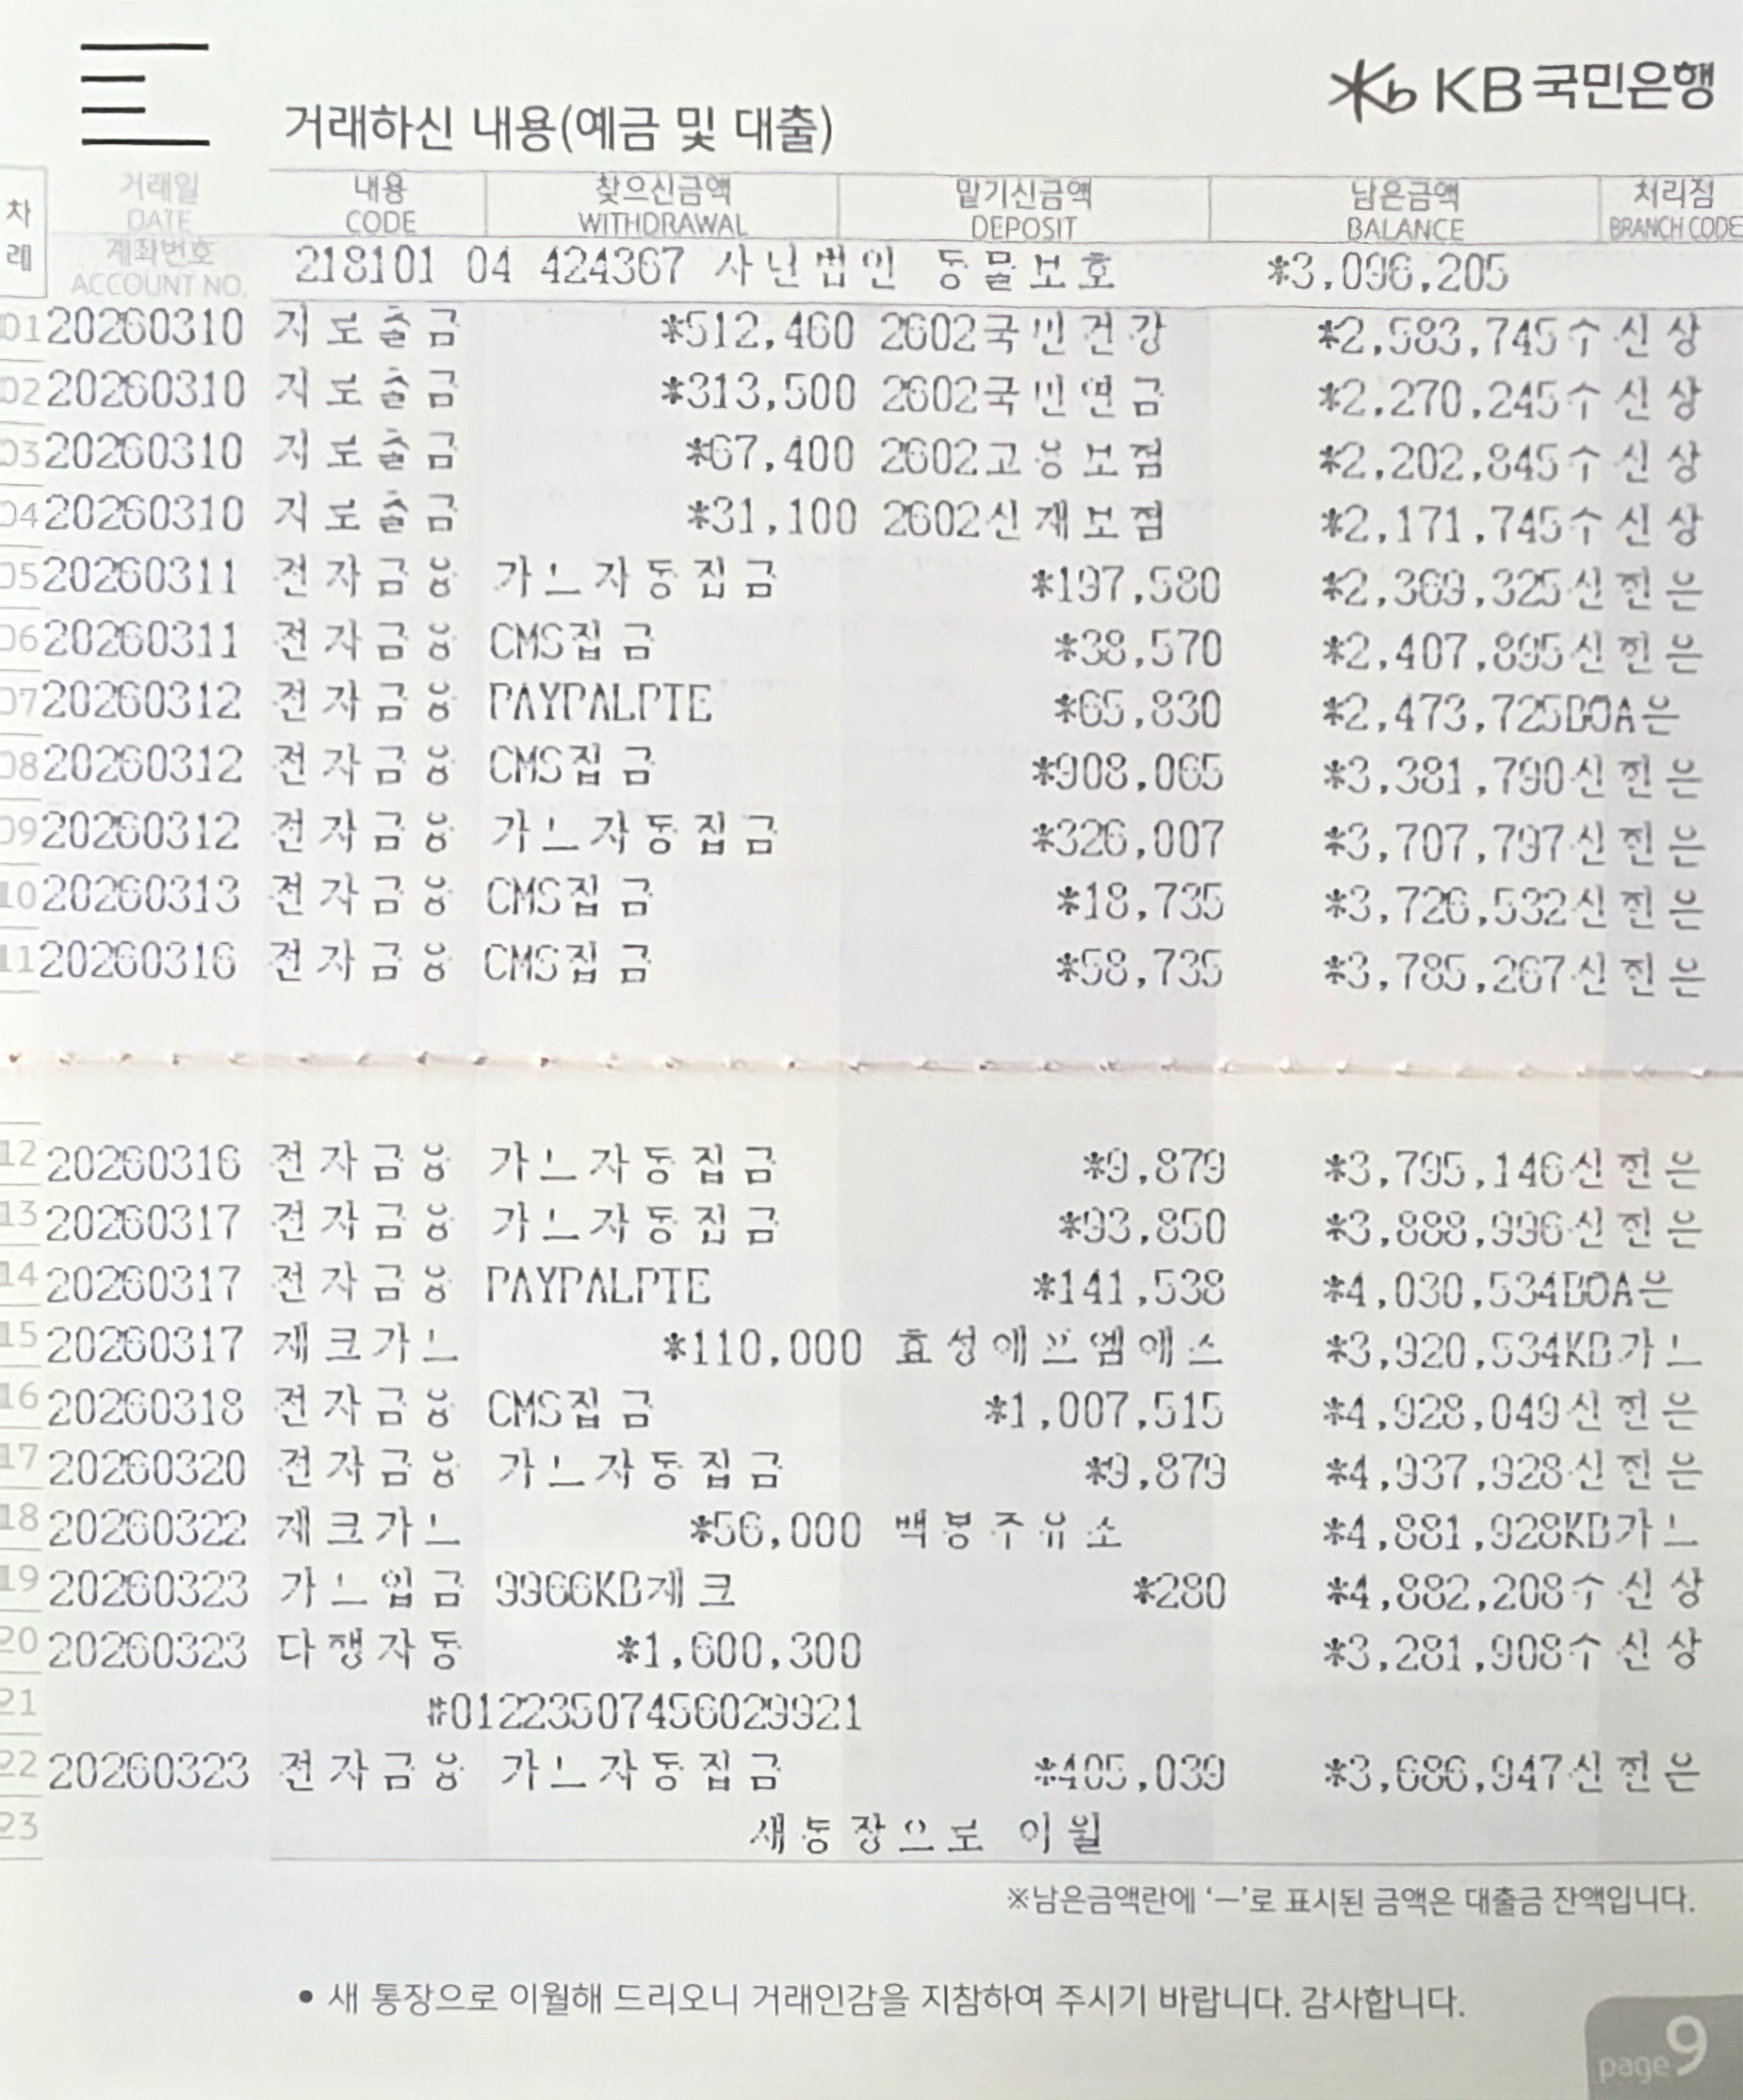 KB국민은행
거래하신 내용(예금 및 대출)
차례 거래일 DATE 계좌번호 ACCOUNT NO. 내용 CODE 찾으신금액 WITHDRAWAL 맡기신금액 DEPOSIT 남은금액 BALANCE 처리점 BRANCH CODE
218101 04 424367 사단법인 동물보호 *3,096,205
01 20260310 지로출금 *512,460 2602국민건강 *2,583,745 수신상
02 20260310 지로출금 *313,500 2602국민연금 *2,270,245 수신상
03 20260310 지로출금 *67,400 2602고용보험 *2,202,845 수신상
04 20260310 지로출금 *31,100 2602산재보험 *2,171,745 수신상
05 20260311 전자금융 카드자동집금 *197,580 *2,369,325 신한은
06 20260311 전자금융 CMS집금 *38,570 *2,407,895 신한은
07 20260312 전자금융 PAYPALPTE *65,830 *2,473,725 BOA은
08 20260312 전자금융 CMS집금 *908,065 *3,381,790 신한은
09 20260312 전자금융 카드자동집금 *326,007 *3,707,797 신한은
10 20260313 전자금융 CMS집금 *18,735 *3,726,532 신한은
11 20260316 전자금융 CMS집금 *58,735 *3,785,267 신한은
12 20260316 전자금융 카드자동집금 *9,879 *3,795,146 신한은
13 20260317 전자금융 카드자동집금 *93,850 *3,888,996 신한은
14 20260317 전자금융 PAYPALPTE *141,538 *4,030,534 BOA은
15 20260317 체크카드 *110,000 효성에프엠에스 *3,920,534 KB카드
16 20260318 전자금융 CMS집금 *1,007,515 *4,928,049 신한은
17 20260320 전자금융 카드자동집금 *9,879 *4,937,928 신한은
18 20260322 체크카드 *56,000 백봉주유소 *4,881,928 KB카드
19 20260323 카드입금 9966KB체크 *280 *4,882,208 수신상
20 20260323 타행자동 *1,600,300 *3,281,908 수신상
21 #01223507456029921
22 20260323 전자금융 카드자동집금 *405,039 *3,686,947 신한은
23 새통장으로 이월
※남은금액란에 ‘—’로 표시된 금액은 대출금 잔액입니다.
• 새 통장으로 이월해 드리오니 거래인감을 지참하여 주시기 바랍니다. 감사합니다.
page 9